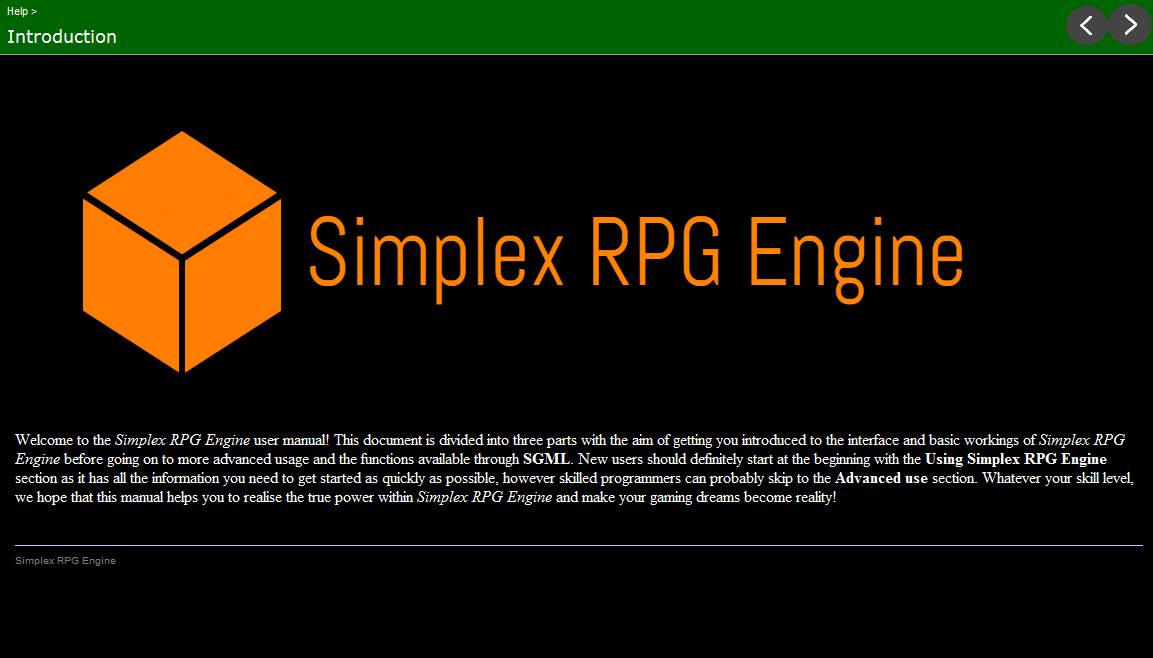 Help >
Introduction
Simplex RPG Engine
Welcome to the Simplex RPG Engine user manual! This document is divided into three parts with the aim of getting you introduced to the interface and basic workings of Simplex RPG
Engine before going on to more advanced usage and the functions available through SGML. New users should definitely start at the beginning with the Using Simplex RPG Engine
section as it has all the information you need to get started as quickly as possible, however skilled programmers can probably skip to the Advanced use section. Whatever your skill level,
we hope that this manual helps you to realise the true power within Simplex RPG Engine and make your gaming dreams become reality!
Simplex RPG Engine